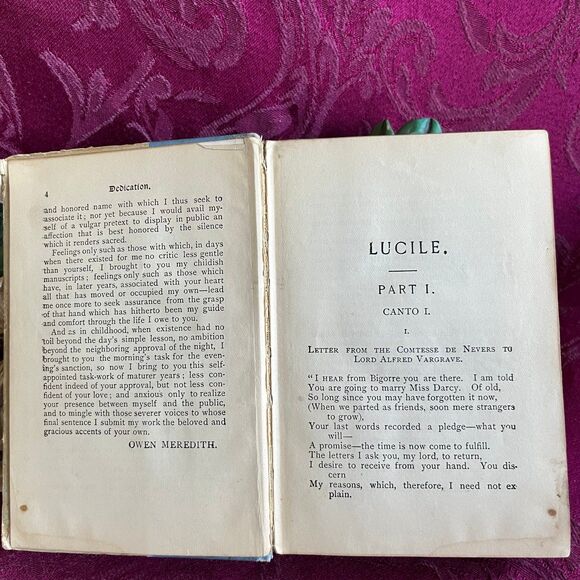 4 Dedication.
and honored name with which I thus seek to
associate it; nor yet because I would avail my-
self of a vulgar pretext to display in public an
affection that is best honored by the silence
which it renders sacred.
Feelings only such as those with which, in days
when there existed for me no critic less gentle
than yourself, I brought to you my childish
manuscripts; feelings only such as those which
have, in later years, associated with your heart
all that has moved or occupied my own—lead
me once more to seek assurance from the grasp
of that hand which has hitherto been my guide
and comfort through the life I owe to you.
And as in childhood, when existence had no
toil beyond the day's simple lesson, no ambition
beyond the neighboring approval of the night, I
brought to you the morning's task for the even-
ing's sanction, so now I bring to you this self-
appointed task-work of maturer years; less con-
fident indeed of your approval, but not less con-
fident of your love; and anxious only to realize
your presence between myself and the public,
and to mingle with those severer voices to whose
final sentence I submit my work the beloved and
gracious accents of your own.
OWEN MEREDITH.
LUCILE.
PART I.
CANTO I.
I.
LETTER FROM THE COMTESSE DE NEVERS TO
LORD ALFRED VARGRAVE.
"I HEAR from Bigorre you are there. I am told
You are going to marry Miss Darcy. Of old,
So long since you may have forgotten it now,
(When we parted as friends, soon mere strangers
to grow),
Your last words recorded a pledge—what you
will—
A promise—the time is now come to fulfill.
The letters I ask you, my lord, to return,
I desire to receive from your hand. You dis-
cern
My reasons, which, therefore, I need not ex
plain.